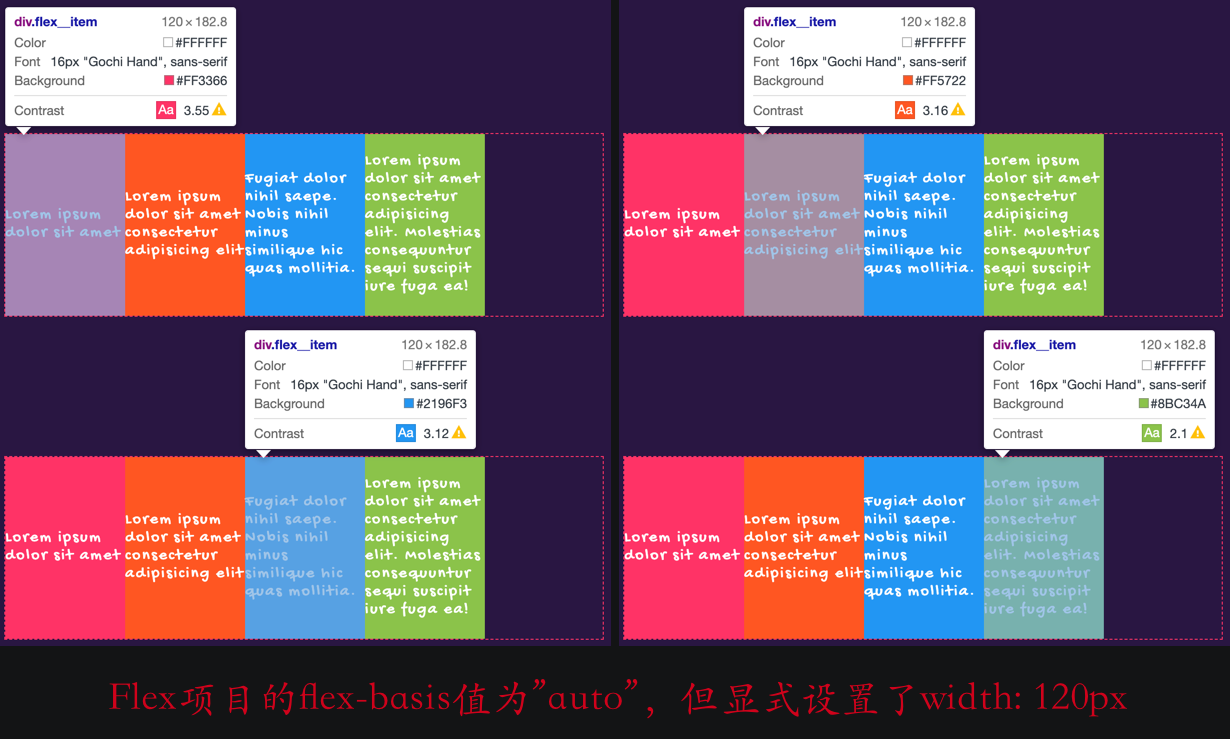 div.flex__item 120 × 182.8
Color #FFFFFF
Font 16px "Gochi Hand", sans-serif
Background #FF3366
Contrast Aa 3.55
Lorem ipsum
dolor sit amet
Lorem ipsum
dolor sit amet
consectetur
adipisicing elit
Fugiat dolor
nihil saepe.
Nobis nihil
minus
similique hic
quas mollitia.
Lorem ipsum
dolor sit amet
consectetur
adipisicing
elit. Molestias
consequuntur
sequi suscipit
iure fuga ea!
div.flex__item 120 × 182.8
Color #FFFFFF
Font 16px "Gochi Hand", sans-serif
Background #FF5722
Contrast Aa 3.16
Lorem ipsum
dolor sit amet
Lorem ipsum
dolor sit amet
consectetur
adipisicing elit
Fugiat dolor
nihil saepe.
Nobis nihil
minus
similique hic
quas mollitia.
Lorem ipsum
dolor sit amet
consectetur
adipisicing
elit. Molestias
consequuntur
sequi suscipit
iure fuga ea!
div.flex__item 120 × 182.8
Color #FFFFFF
Font 16px "Gochi Hand", sans-serif
Background #2196F3
Contrast Aa 3.12
Lorem ipsum
dolor sit amet
Lorem ipsum
dolor sit amet
consectetur
adipisicing elit
Fugiat dolor
nihil saepe.
Nobis nihil
minus
similique hic
quas mollitia.
Lorem ipsum
dolor sit amet
consectetur
adipisicing
elit. Molestias
consequuntur
sequi suscipit
iure fuga ea!
div.flex__item 120 × 182.8
Color #FFFFFF
Font 16px "Gochi Hand", sans-serif
Background #8BC34A
Contrast Aa 2.1
Lorem ipsum
dolor sit amet
Lorem ipsum
dolor sit amet
consectetur
adipisicing elit
Fugiat dolor
nihil saepe.
Nobis nihil
minus
similique hic
quas mollitia.
Lorem ipsum
dolor sit amet
consectetur
adipisicing
elit. Molestias
consequuntur
sequi suscipit
iure fuga ea!
Flex项目的flex-basis值为”auto”，但显式设置了width: 120px